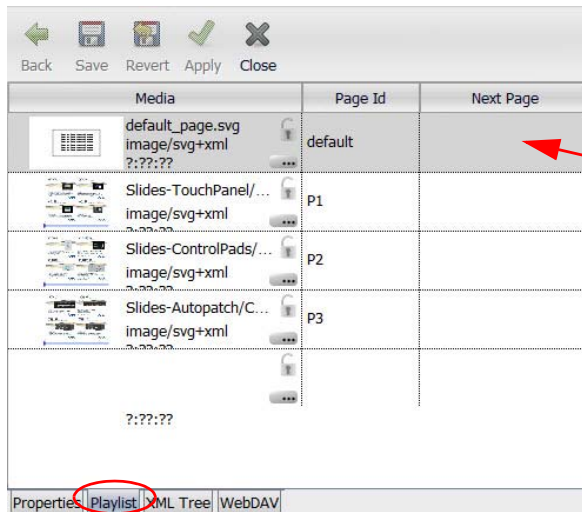 Back Save Revert Apply Close
Media Page Id Next Page
default_page.svg
image/svg+xml
default
?:??:??
...
Slides-TouchPanel/...
P1
image/svg+xml
...
Slides-ControlPads/...
P2
image/svg+xml
...
Slides-Autopatch/C...
P3
image/svg+xml
...
...
?:??:??
Properties Playlist XML Tree WebDAV